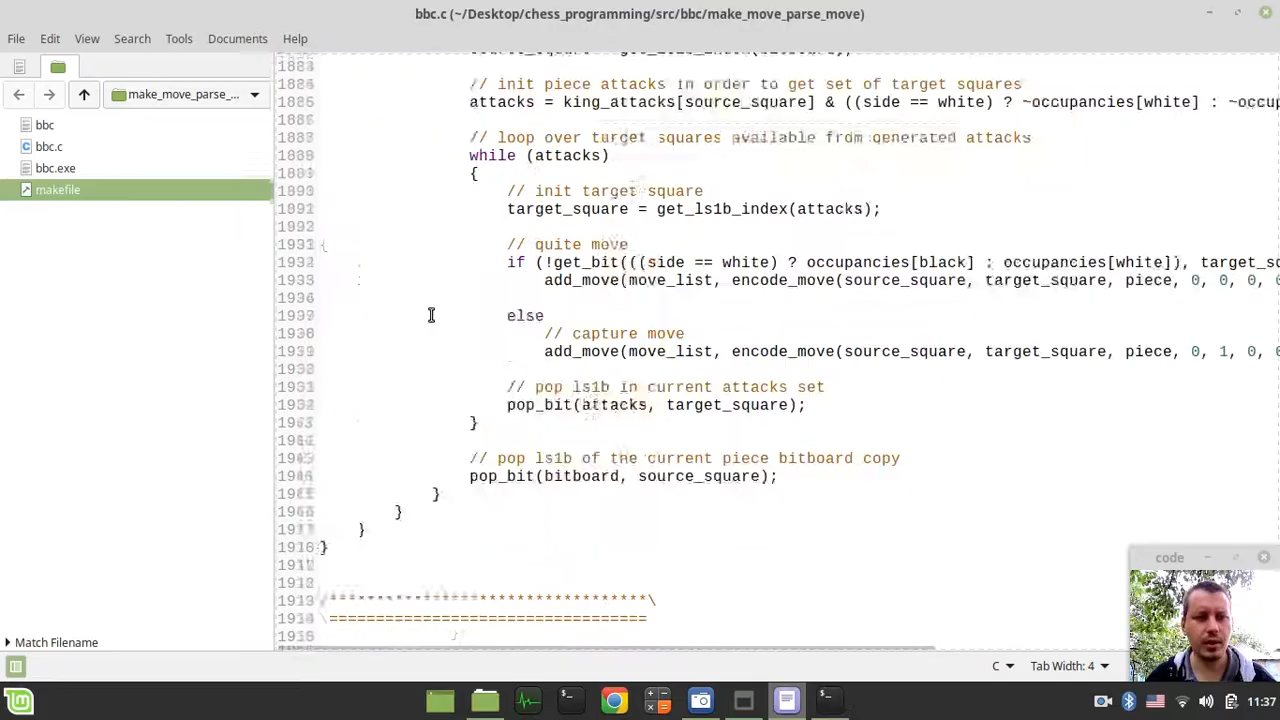 bbc.c (~/Desktop/chess_programming/src/bbc/make_move_parse_move)
File Edit View Search Tools Documents Help
make_move_parse_...
bbc
bbc.c
bbc.exe
makefile
// init piece attacks in order to get set of target squares
attacks = king_attacks[source_square] & ((side == white) ? ~occupancies[white] : ~occu
// loop over target squares available from generated attacks
while (attacks)
{
// init target square
target_square = get_ls1b_index(attacks);
{
// quite move
if (!get_bit(((side == white) ? occupancies[black] : occupancies[white]), target_s
add_move(move_list, encode_move(source_square, target_square, piece, 0, 0, 0,
else
// capture move
add_move(move_list, encode_move(source_square, target_square, piece, 0, 1, 0,
// pop ls1b in current attacks set
pop_bit(attacks, target_square);
}
// pop ls1b of the current piece bitboard copy
pop_bit(bitboard, source_square);
}
}
}
}
\===============================
Match Filename
code
C Tab Width: 4
11:37